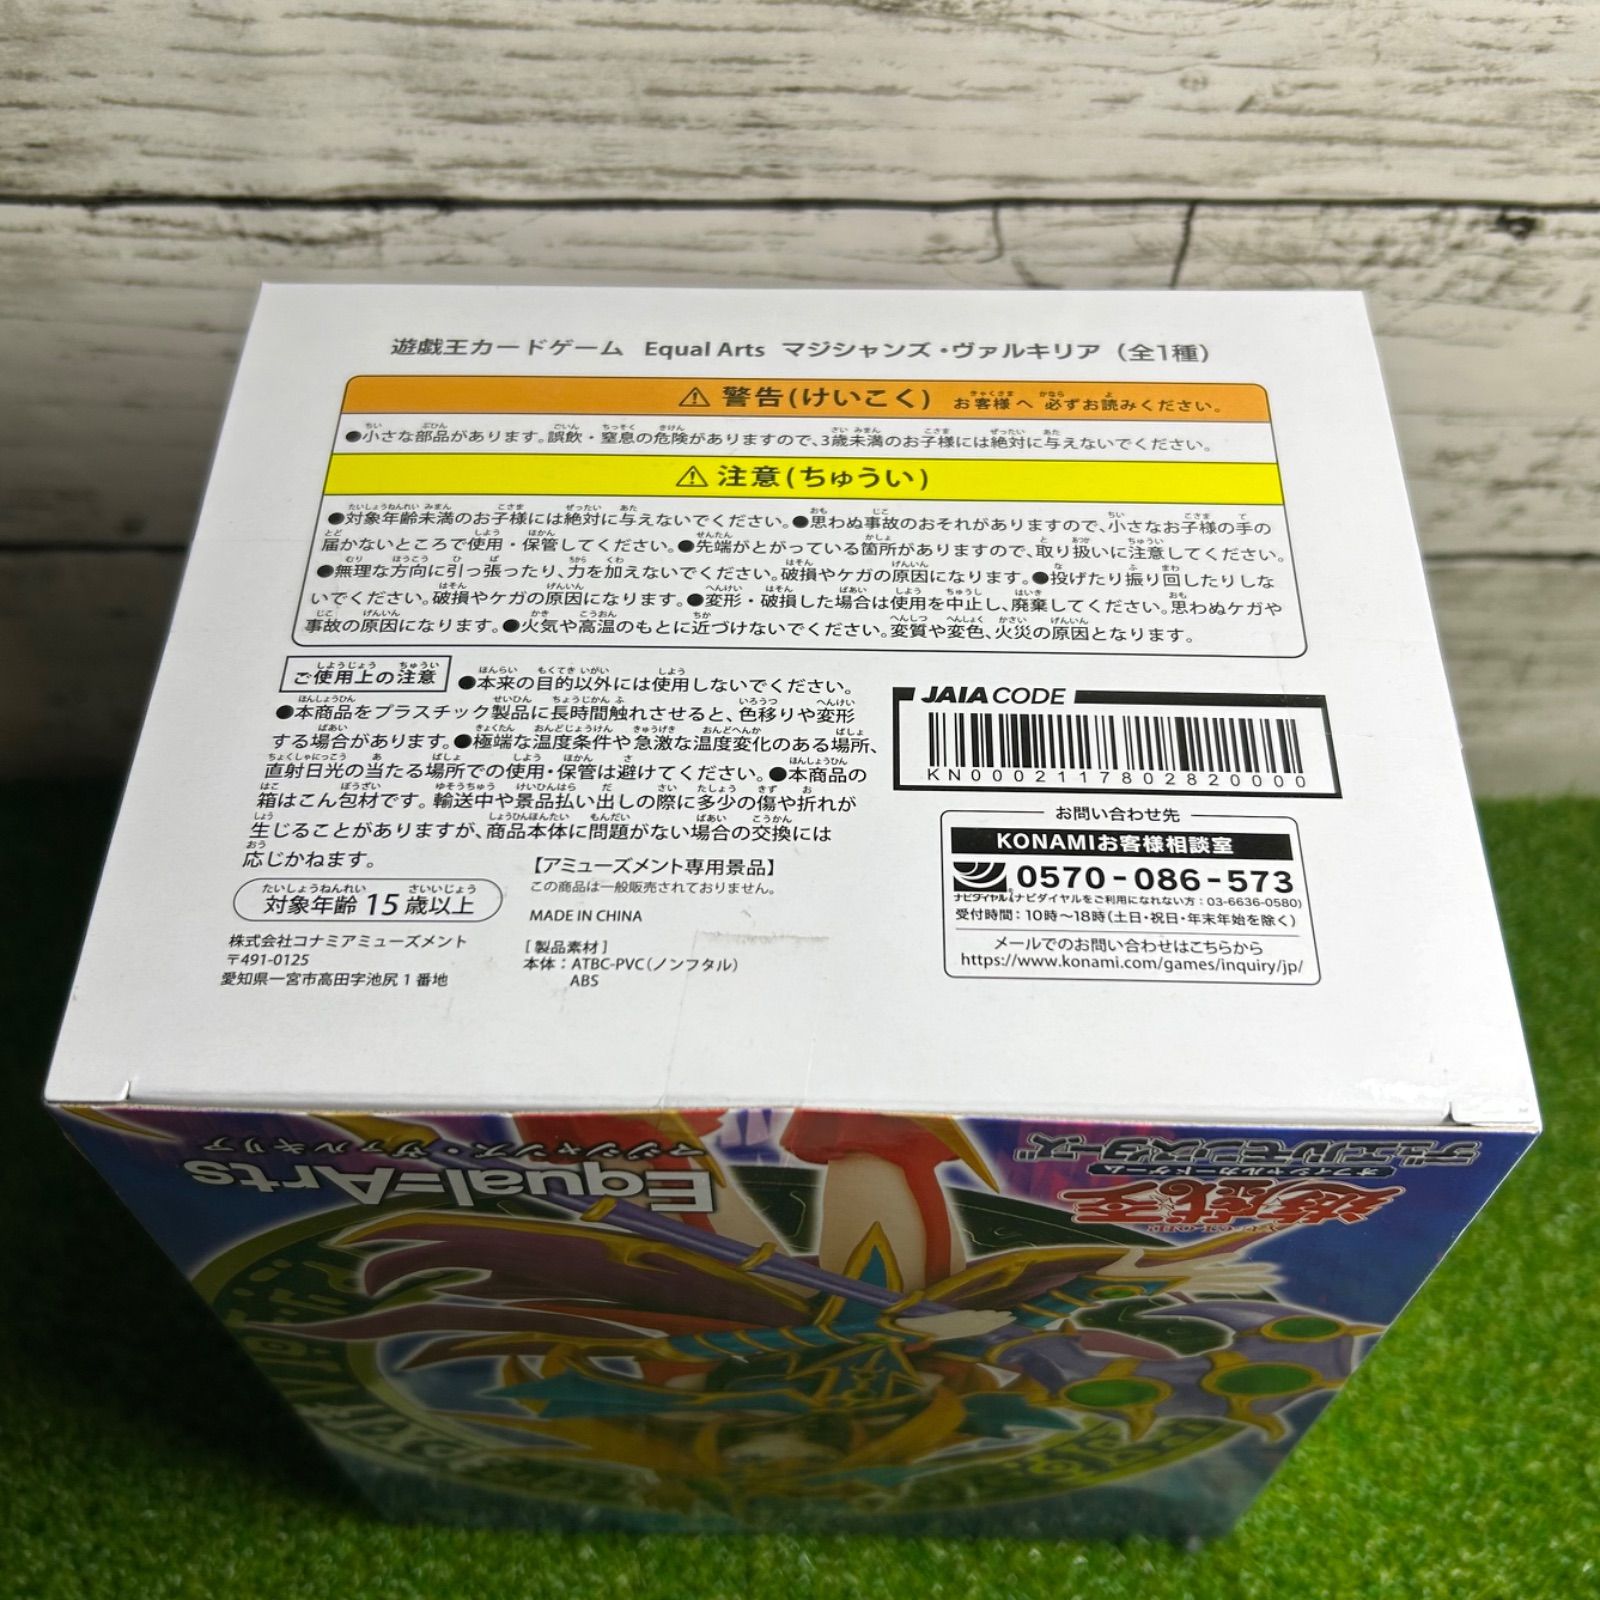 遊戯王カードゲーム Equal Arts マジシャンズ・ヴァルキリア（全1種）
⚠ 警告(けいこく) お客様へ 必ずお読みください。
●小さな部品があります。誤飲・窒息の危険がありますので、3歳未満のお子様には絶対に与えないでください。
⚠ 注意(ちゅうい)
●対象年齢未満のお子様には絶対に与えないでください。●思わぬ事故のおそれがありますので、小さなお子様の手の
届かないところで使用・保管してください。●先端がとがっている箇所がありますので、取り扱いに注意してください。
●無理な方向に引っ張ったり、力を加えないでください。破損やケガの原因になります。●投げたり振り回したりしな
いでください。破損やケガの原因になります。●変形・破損した場合は使用を中止し、廃棄してください。思わぬケガや
事故の原因になります。●火気や高温のもとに近づけないでください。変質や変色、火災の原因となります。
ご使用上の注意 ●本来の目的以外には使用しないでください。
●本商品をプラスチック製品に長時間触れさせると、色移りや変形
する場合があります。●極端な温度条件や急激な温度変化のある場所、
直射日光の当たる場所での使用・保管は避けてください。●本商品の
箱はこん包材です。輸送中や景品払い出しの際に多少の傷や折れが
生じることがありますが、商品本体に問題がない場合の交換には
応じかねます。
対象年齢 15歳以上
株式会社コナミアミューズメント
〒491-0125
愛知県一宮市高田字池尻1番地
【アミューズメント専用景品】
この商品は一般販売されておりません。
MADE IN CHINA
[製品素材]
本体：ATBC-PVC(ノンフタル)
ABS
JAIA CODE
KN0002117802820000
お問い合わせ先
KONAMIお客様相談室
0570-086-573
ナビダイヤル(ナビダイヤルをご利用になれない方：03-6636-0580)
受付時間：10時～18時(土日・祝日・年末年始を除く)
メールでのお問い合わせはこちらから
https://www.konami.com/games/inquiry/jp/
遊戯王
オフィシャルカードゲーム
デュエルモンスターズ
Equal=Arts
マジシャンズ・ヴァルキリア